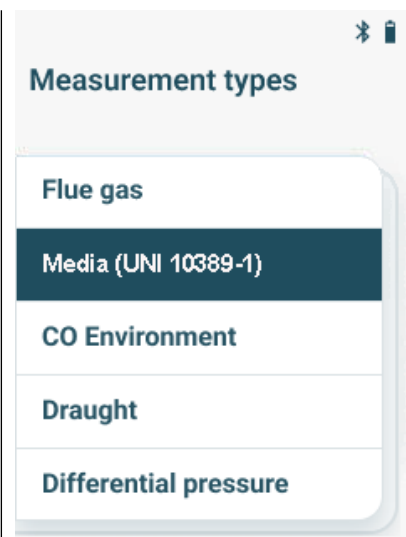 Measurement types
Flue gas
Media (UNI 10389-1)
CO Environment
Draught
Differential pressure